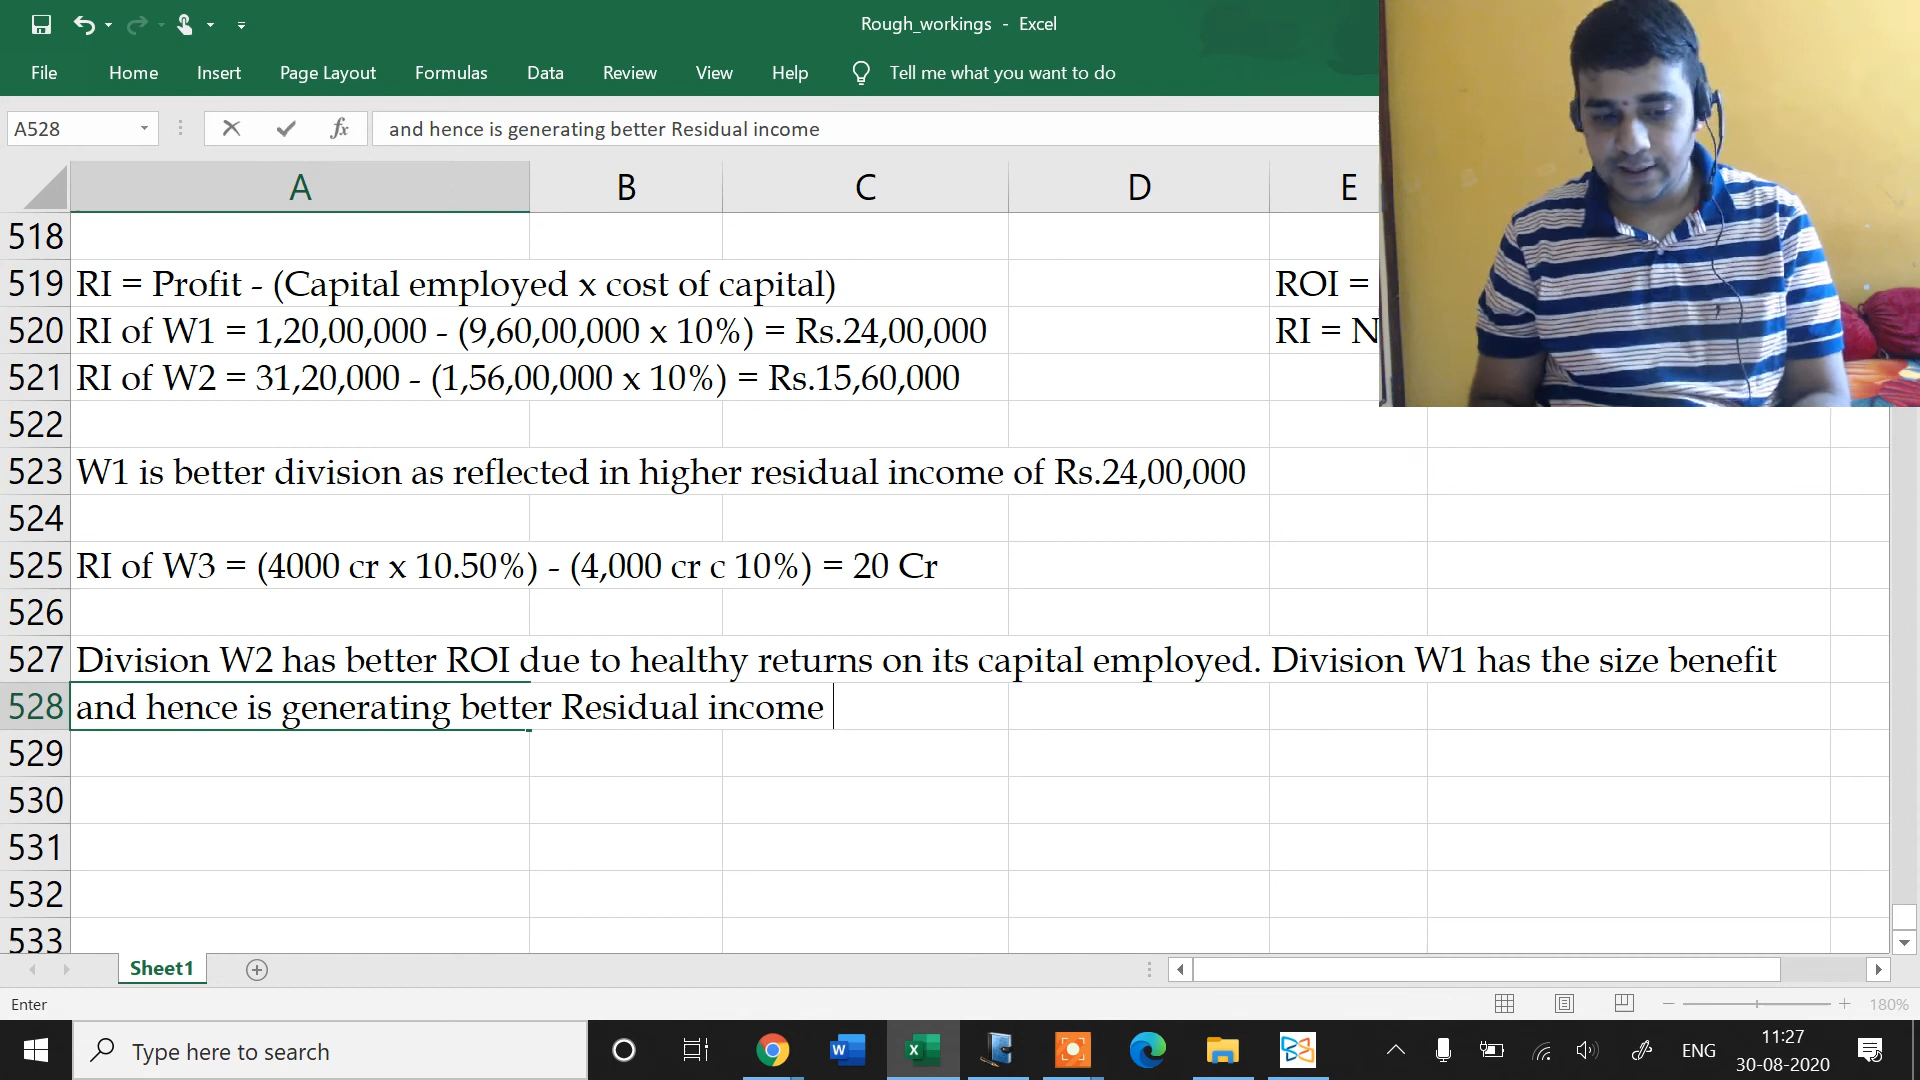 Rough_workings - Excel
File Home Insert Page Layout Formulas Data Review View Help Tell me what you want to do
A528 fx and hence is generating better Residual income
A B C D E
518
519 RI = Profit - (Capital employed x cost of capital) ROI =
520 RI of W1 = 1,20,00,000 - (9,60,00,000 x 10%) = Rs.24,00,000 RI = N
521 RI of W2 = 31,20,000 - (1,56,00,000 x 10%) = Rs.15,60,000
522
523 W1 is better division as reflected in higher residual income of Rs.24,00,000
524
525 RI of W3 = (4000 cr x 10.50%) - (4,000 cr c 10%) = 20 Cr
526
527 Division W2 has better ROI due to healthy returns on its capital employed. Division W1 has the size benefit
528 and hence is generating better Residual income
529
530
531
532
533
Sheet1
Enter 180%
Type here to search ENG 11:27
30-08-2020